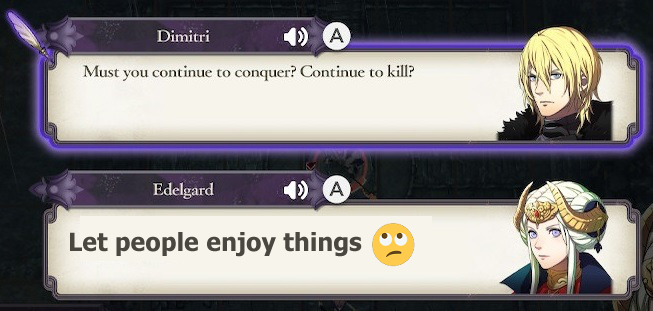 Dimitri
A
Must you continue to conquer? Continue to kill?
Edelgard
A
Let people enjoy things 🙄